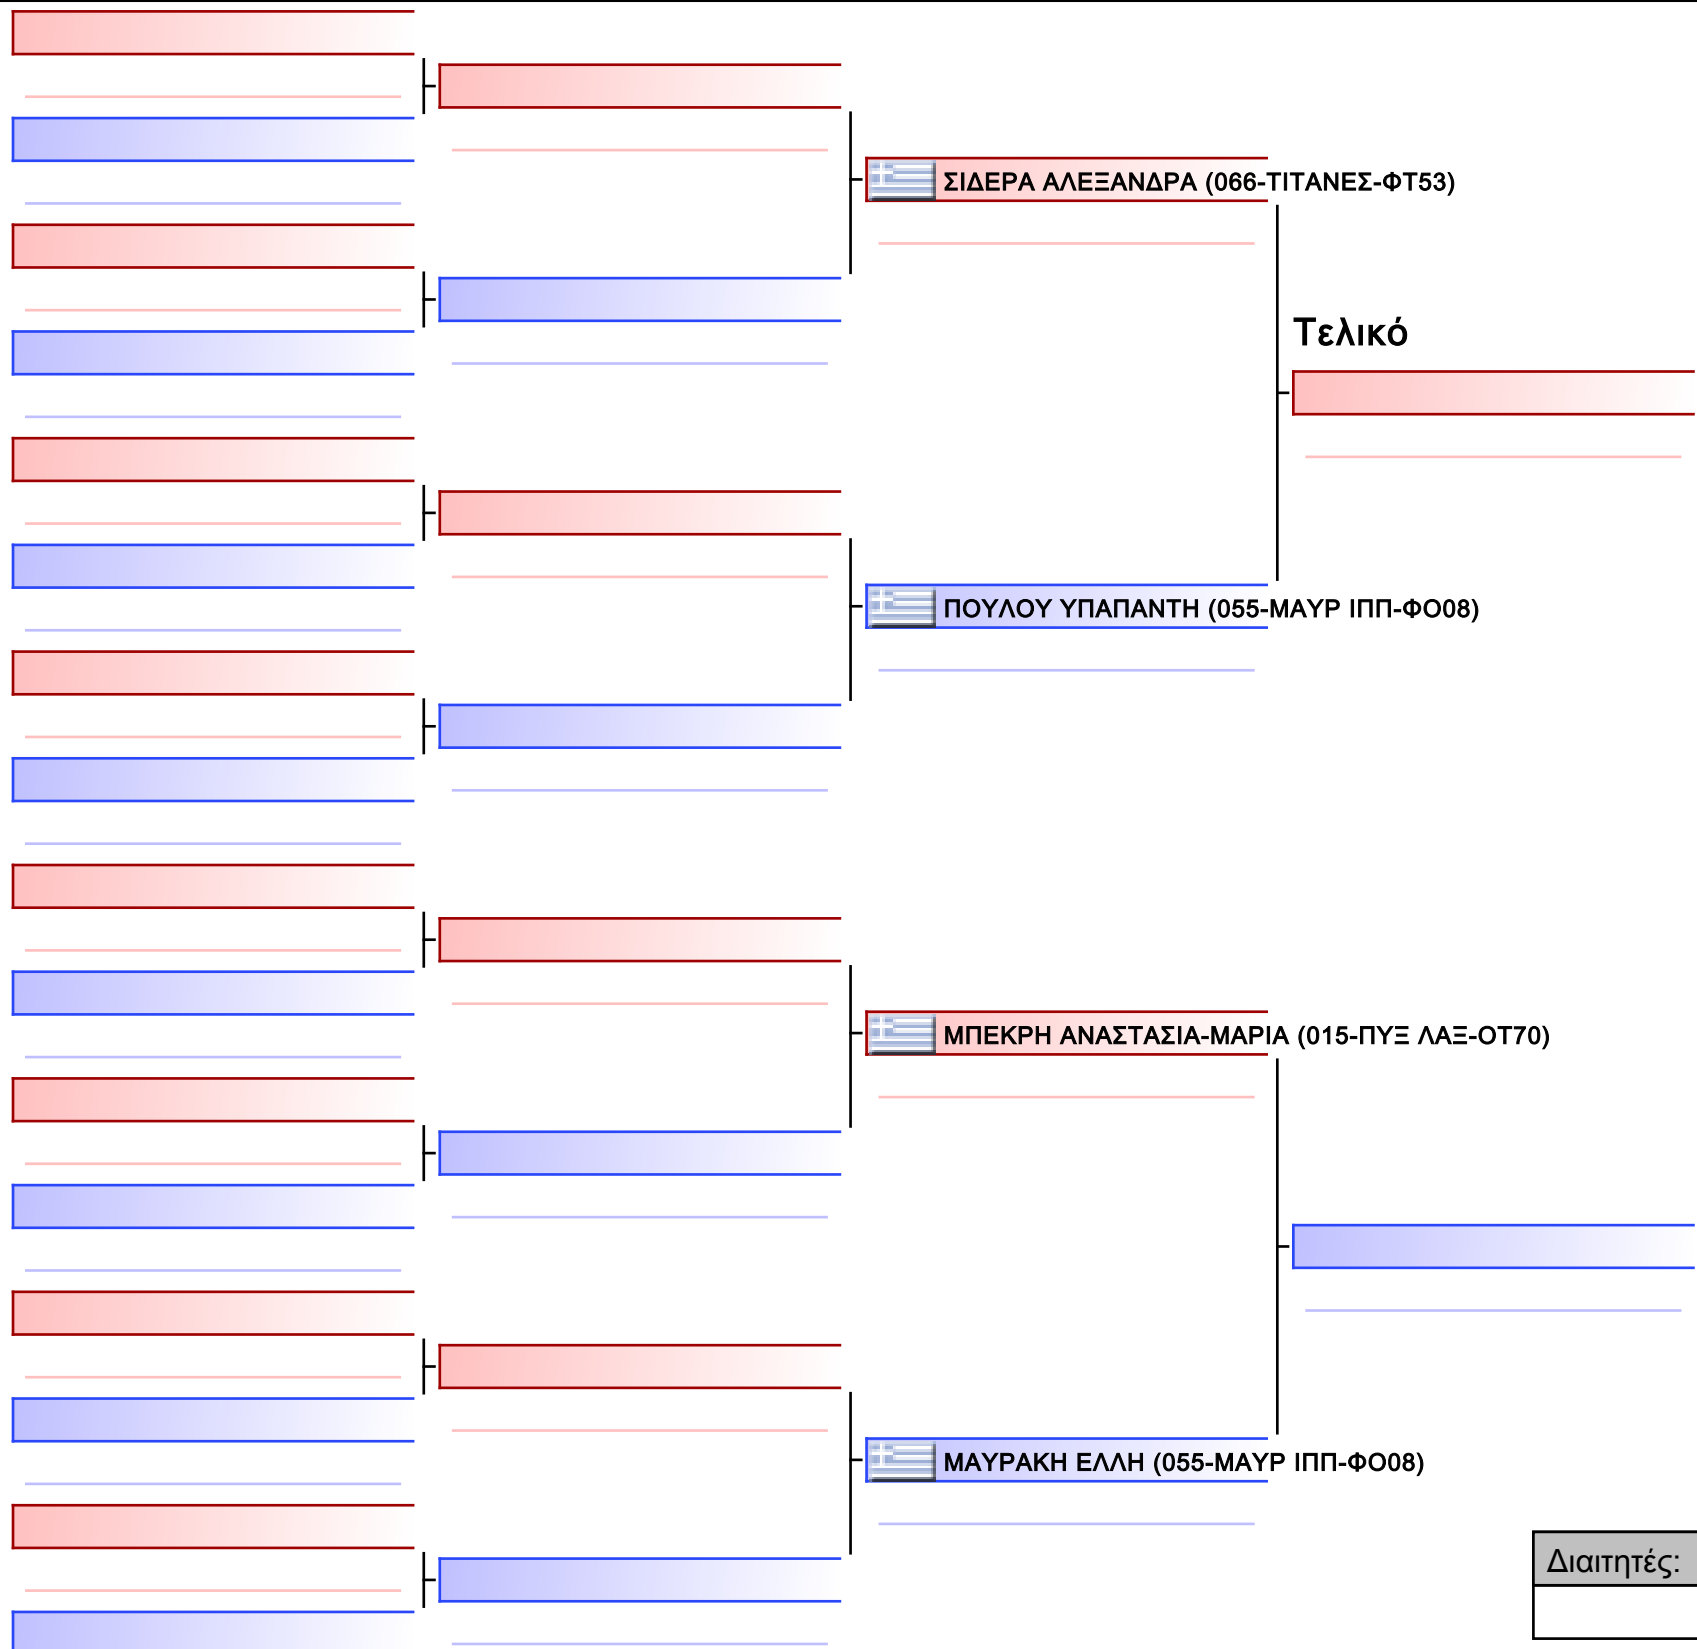 ΣΙΔΕΡΑ ΑΛΕΞΑΝΔΡΑ (066-ΤΙΤΑΝΕΣ-ΦΤ53)
Τελικό
ΠΟΥΛΟΥ ΥΠΑΠΑΝΤΗ (055-ΜΑΥΡ ΙΠΠ-ΦΟ08)
ΜΠΕΚΡΗ ΑΝΑΣΤΑΣΙΑ-ΜΑΡΙΑ (015-ΠΥΞ ΛΑΞ-ΟΤ70)
ΜΑΥΡΑΚΗ ΕΛΛΗ (055-ΜΑΥΡ ΙΠΠ-ΦΟ08)
Διαιτητές: